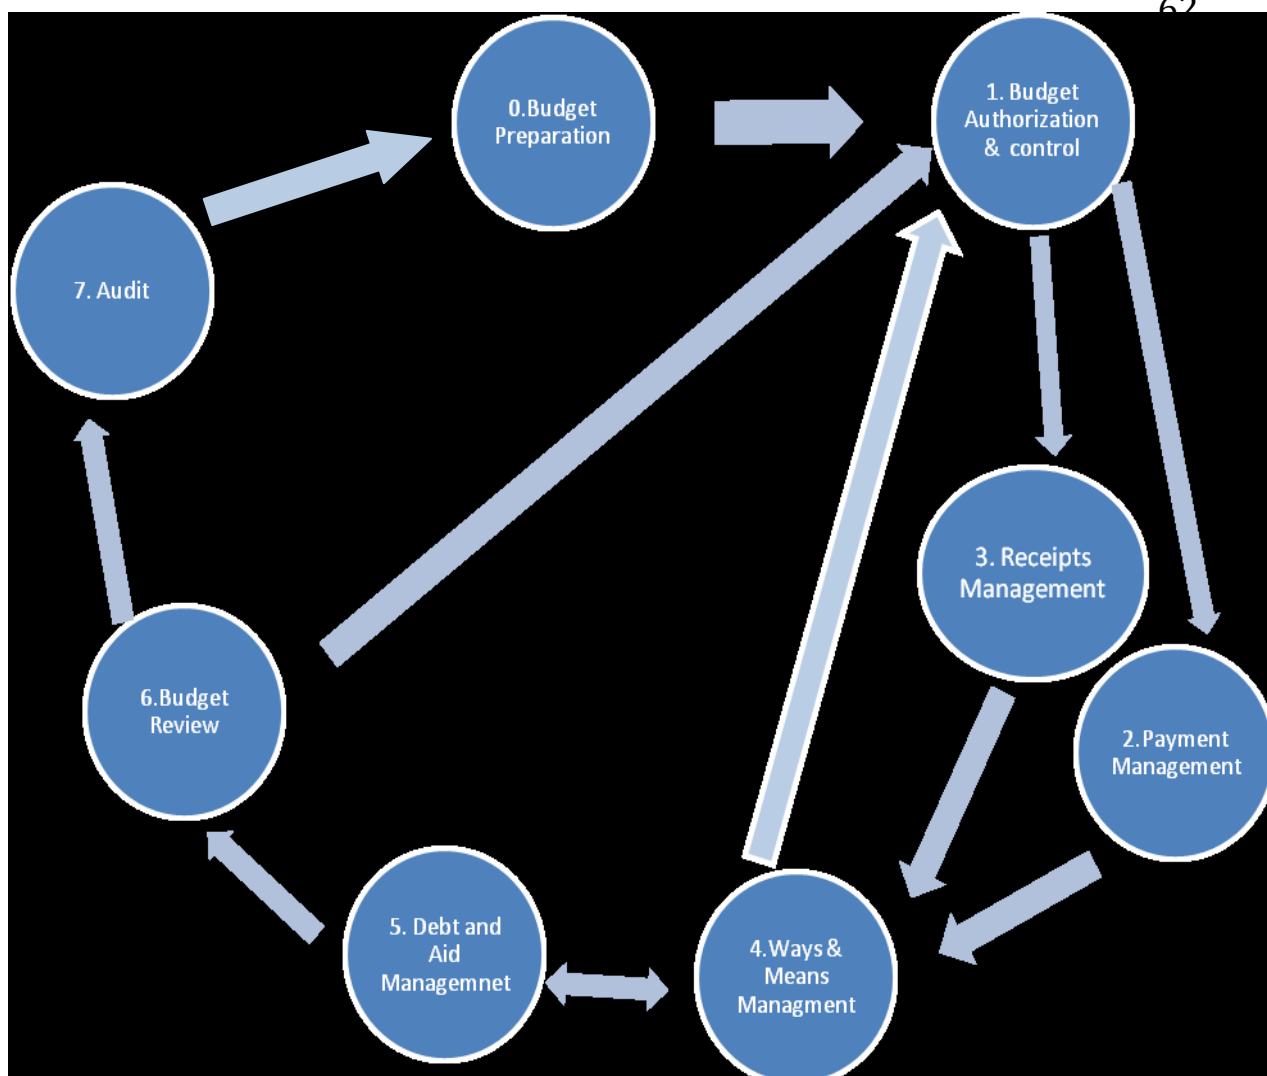 62
0.Budget
Preparation
1. Budget
Authorization
& control
7. Audit
3. Receipts
Management
2.Payment
Management
6.Budget
Review
5. Debt and
Aid
Managemnet
4.Ways &
Means
Managment